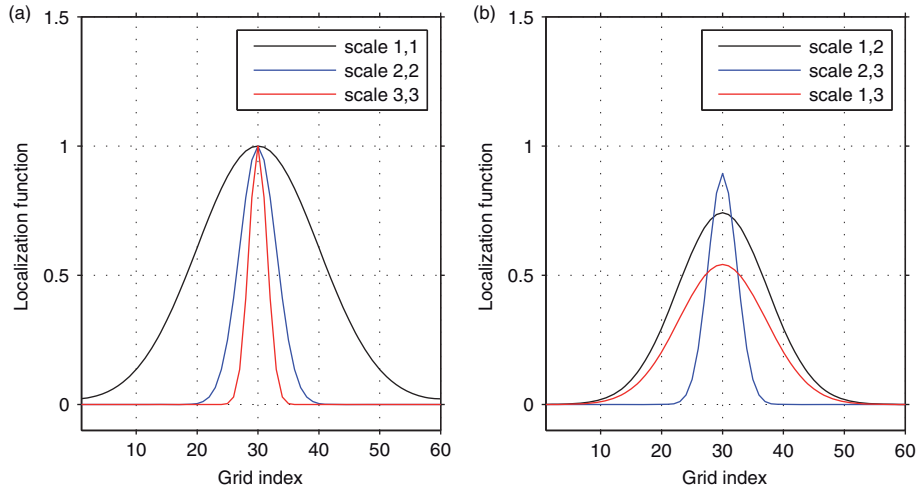 (a)
1.5
1
0.5
0
10 20 30 40 50 60
Localization function
Grid index
scale 1,1
scale 2,2
scale 3,3
(b)
1.5
1
0.5
0
10 20 30 40 50 60
Localization function
Grid index
scale 1,2
scale 2,3
scale 1,3